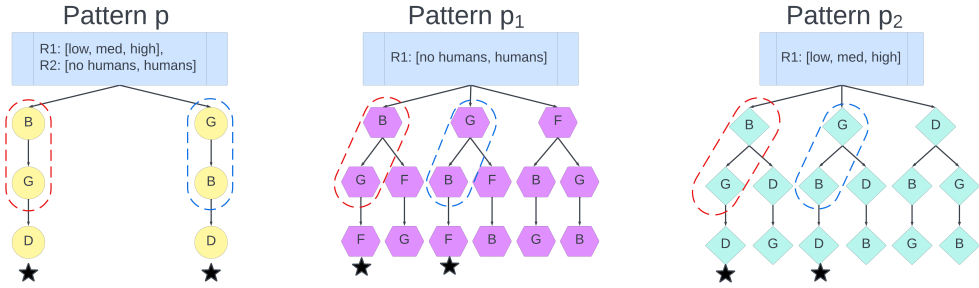 Pattern p
Pattern p₁
Pattern p₂
R1: [low, med, high],
R2: [no humans, humans]
R1: [no humans, humans]
R1: [low, med, high]
B G
B G F
B G D
G B
G F B F B G
G D B D B G
D D
F G F B G B
D G D B G B